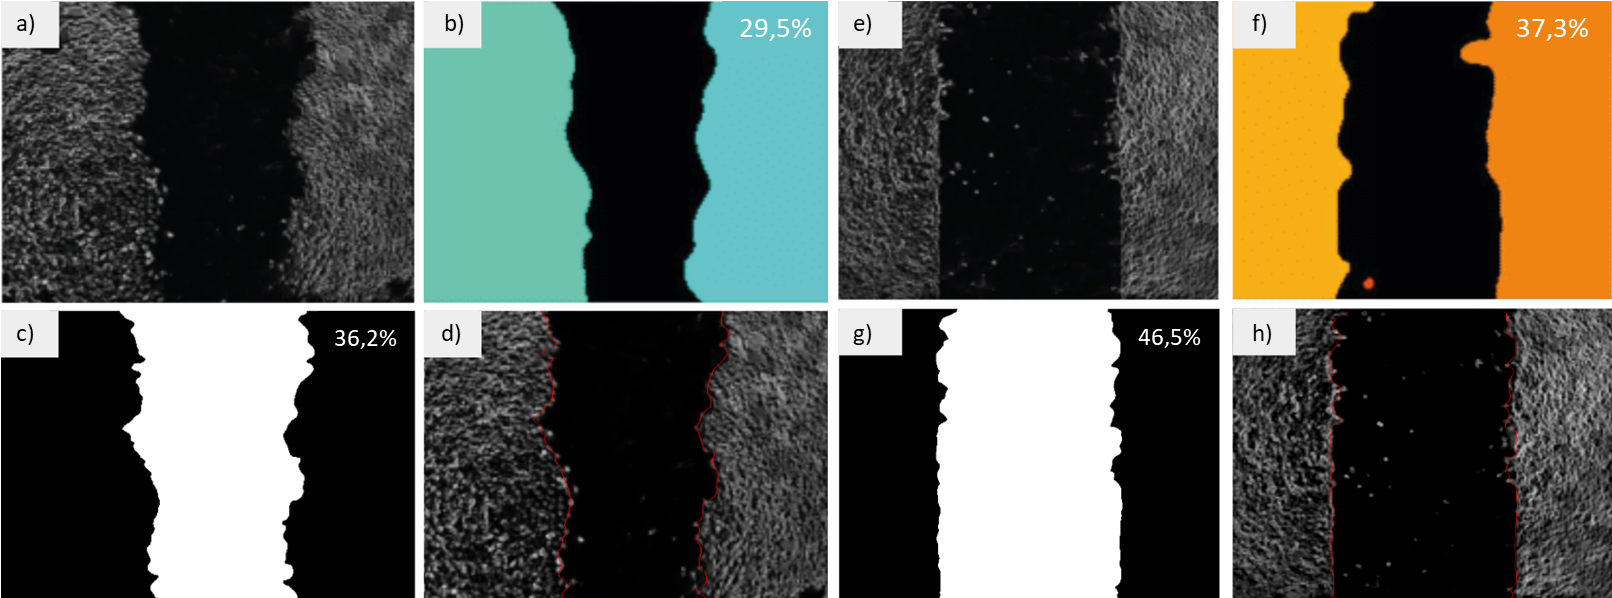 a)
b)
29,5%
e)
f)
37,3%
c)
36,2%
d)
g)
46,5%
h)